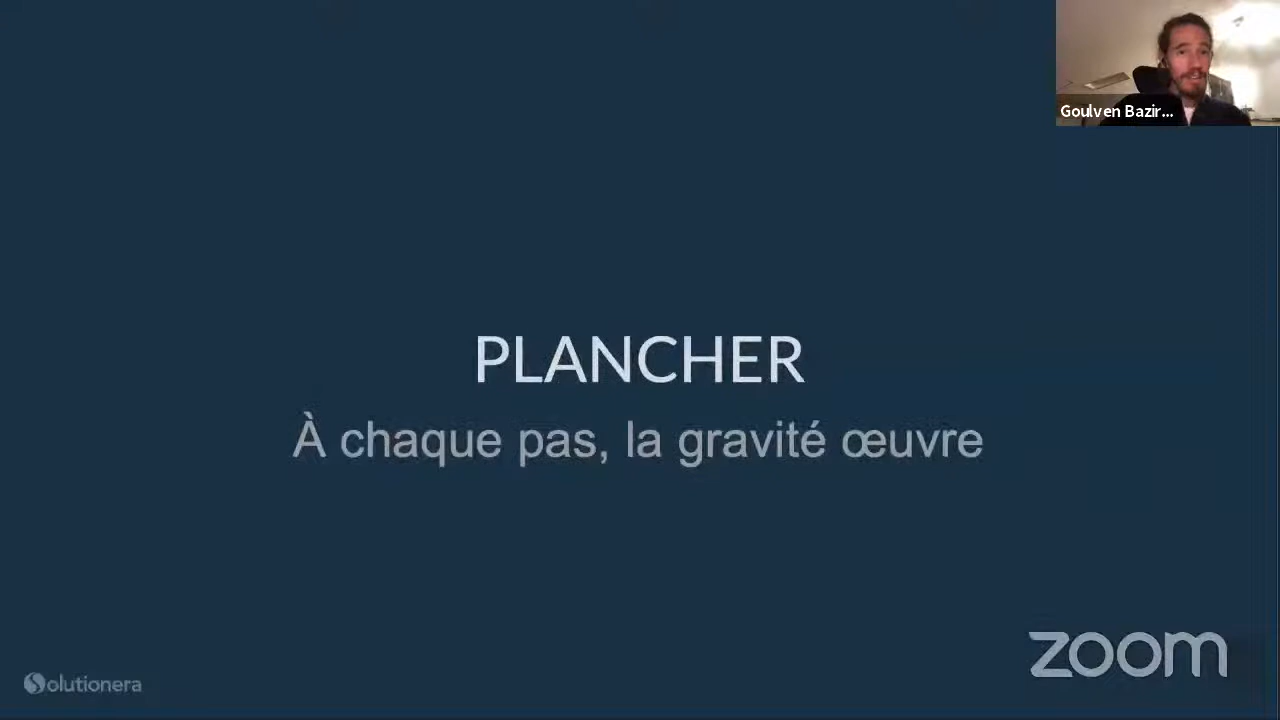 Goulven Bazir...
PLANCHER
À chaque pas, la gravité œuvre
zoom
Solutionera